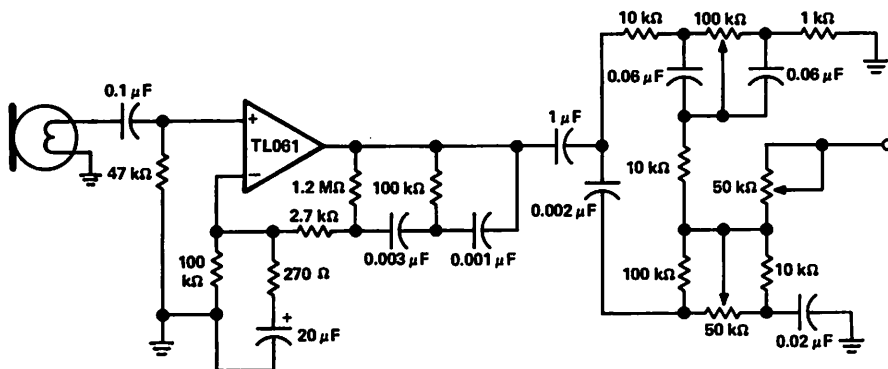 10 kΩ
100 kΩ
1 kΩ
0.1 µF
0.06 µF
0.06 µF
1 µF
+
TL061
−
47 kΩ
1.2 MΩ
100 kΩ
10 kΩ
50 kΩ
0.002 µF
2.7 kΩ
0.003 µF
0.001 µF
100
kΩ
270 Ω
100 kΩ
10 kΩ
+
20 µF
50 kΩ
0.02 µF